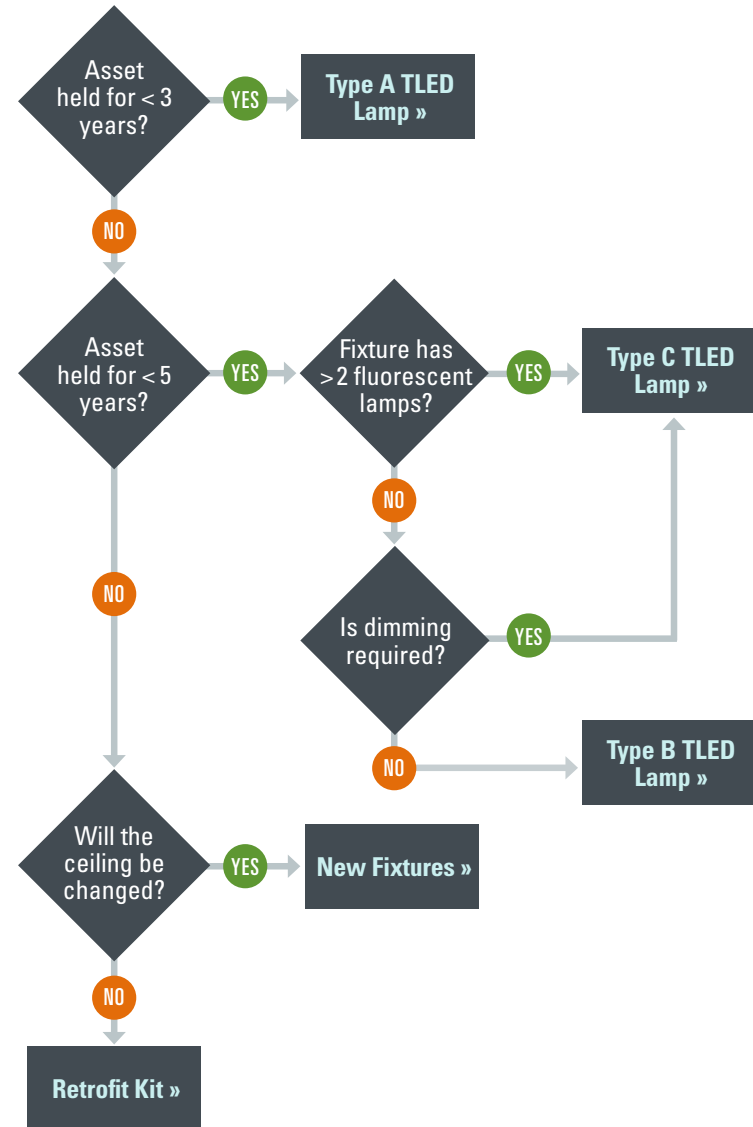 Asset
held for < 3
years?
YES
Type A TLED
Lamp »
NO
Asset
held for < 5
years?
YES
Fixture has
>2 fluorescent
lamps?
YES
Type C TLED
Lamp »
NO
Is dimming
required?
YES
NO
Type B TLED
Lamp »
NO
Will the
ceiling be
changed?
YES
New Fixtures »
NO
Retrofit Kit »